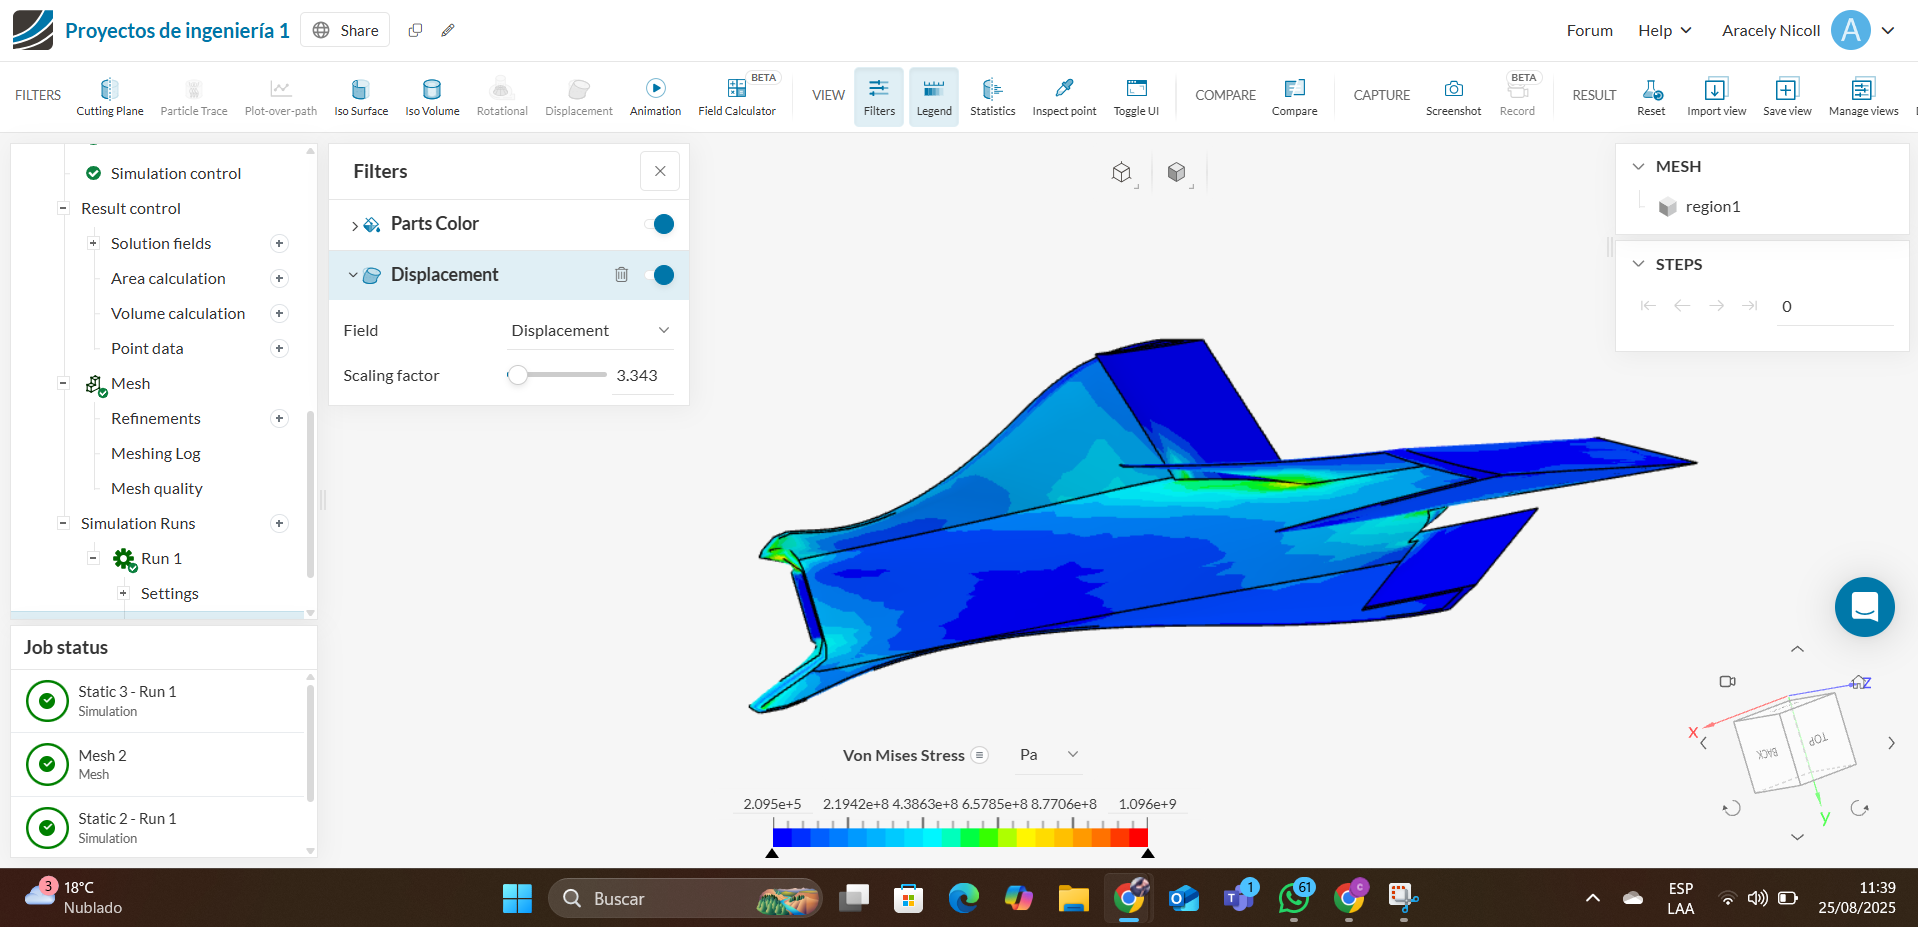 Proyectos de ingeniería 1
Share
Forum
Help
Aracely Nicoll
A
FILTERS
Cutting Plane
Particle Trace
Plot-over-path
Iso Surface
Iso Volume
Rotational
Displacement
Animation
BETA
Field Calculator
VIEW
Filters
Legend
Statistics
Inspect point
Toggle UI
COMPARE
Compare
CAPTURE
Screenshot
BETA
Record
RESULT
Reset
Import view
Save view
Manage views
Simulation control
Result control
Solution fields
Area calculation
Volume calculation
Point data
Mesh
Refinements
Meshing Log
Mesh quality
Simulation Runs
Run 1
Settings
Job status
Static 3 - Run 1
Simulation
Mesh 2
Mesh
Static 2 - Run 1
Simulation
Filters
Parts Color
Displacement
Field
Displacement
Scaling factor
3.343
MESH
region1
STEPS
0
Von Mises Stress
Pa
2.095e+5 2.1942e+8 4.3863e+8 6.5785e+8 8.7706e+8 1.096e+9
Z
X
y
BACK
TOP
3
18°C
Nublado
Buscar
1
61
C
ESP
LAA
11:39
25/08/2025